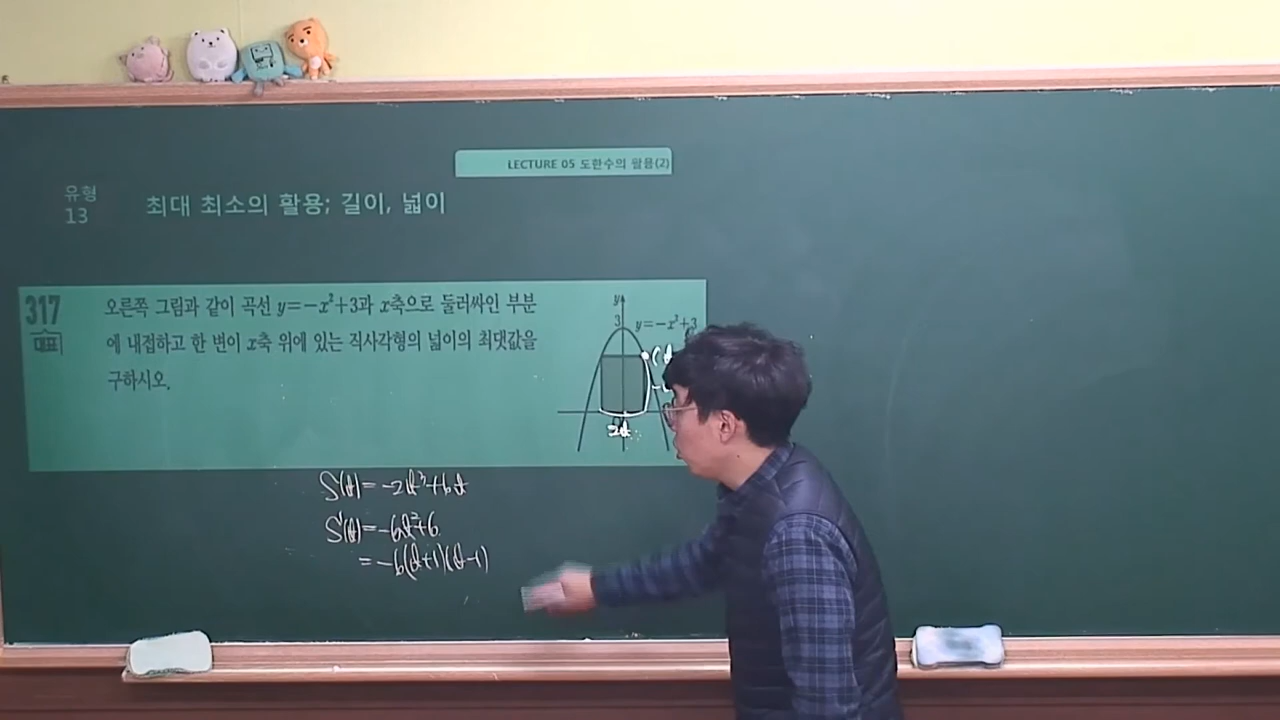 LECTURE 05 도함수의 활용(2)
유형
13
최대 최소의 활용; 길이, 넓이
317
대표
오른쪽 그림과 같이 곡선 y=-x²+3과 x축으로 둘러싸인 부분
에 내접하고 한 변이 x축 위에 있는 직사각형의 넓이의 최댓값을
구하시오.
y
3
y=-x²+3
2t
S(t)=-2t³+6t
S'(t)=-6t²+6
=-6(t+1)(t-1)